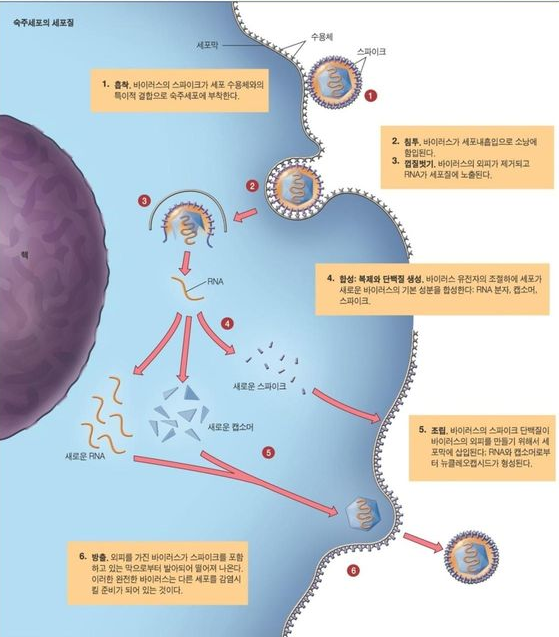 숙주세포의 세포질
세포막
수용체
스파이크
1. 흡착, 바이러스의 스파이크가 세포 수용체와의
특이적 결합으로 숙주세포에 부착한다.
1
2. 침투, 바이러스가 세포내흡입으로 소낭에
함입된다.
3. 껍질벗기, 바이러스의 외피가 제거되고
RNA가 세포질에 노출된다.
2
3
핵
RNA
4. 합성: 복제와 단백질 생성, 바이러스 유전자의 조절하에 세포가
새로운 바이러스의 기본 성분을 합성한다: RNA 분자, 캡소머,
스파이크.
4
새로운 스파이크
새로운 캡소머
새로운 RNA
5. 조립, 바이러스의 스파이크 단백질이
바이러스의 외피를 만들기 위해서 세
포막에 삽입된다; RNA와 캡소머로부
터 뉴클레오캡시드가 형성된다.
5
6. 방출, 외피를 가진 바이러스가 스파이크를 포함
하고 있는 막으로부터 발아되어 떨어져 나온다.
이러한 완전한 바이러스는 다른 세포를 감염시
킬 준비가 되어 있는 것이다.
6